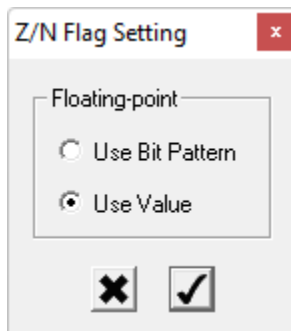 Z/N Flag Setting
Floating-point
Use Bit Pattern
Use Value